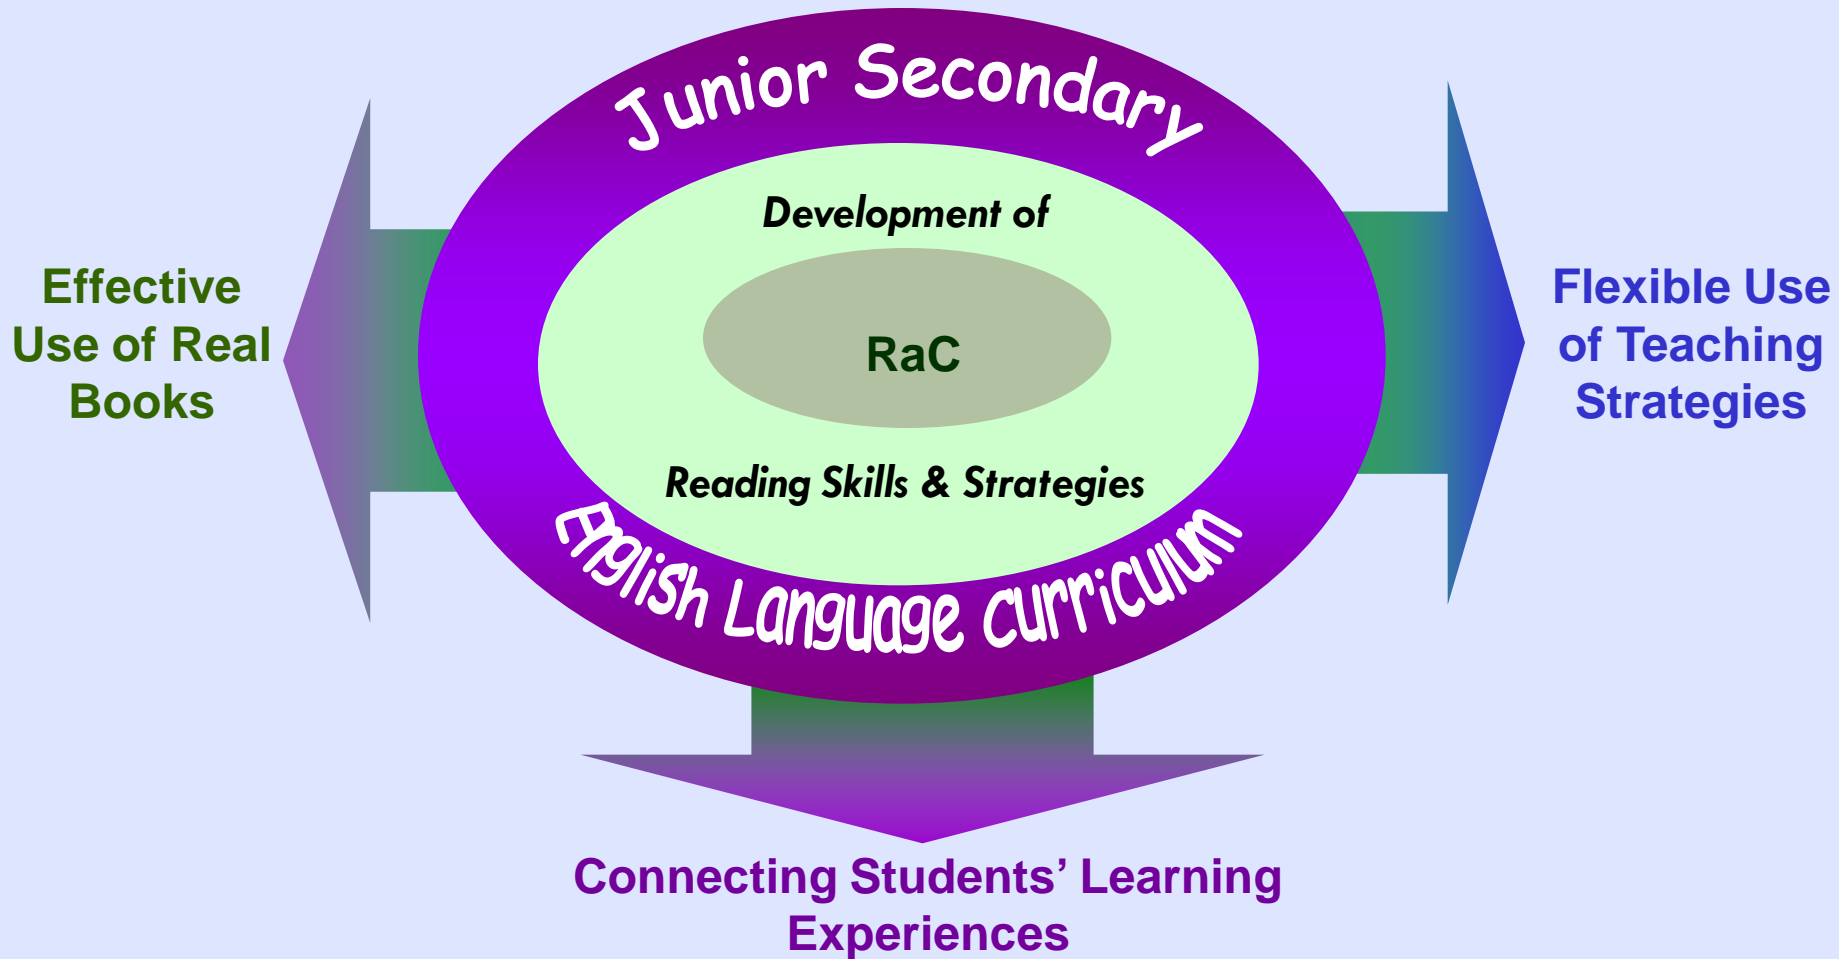 Junior Secondary
Development of
RaC
Reading Skills & Strategies
English Language Curriculum
Effective
Use of Real
Books
Flexible Use
of Teaching
Strategies
Connecting Students’ Learning
Experiences